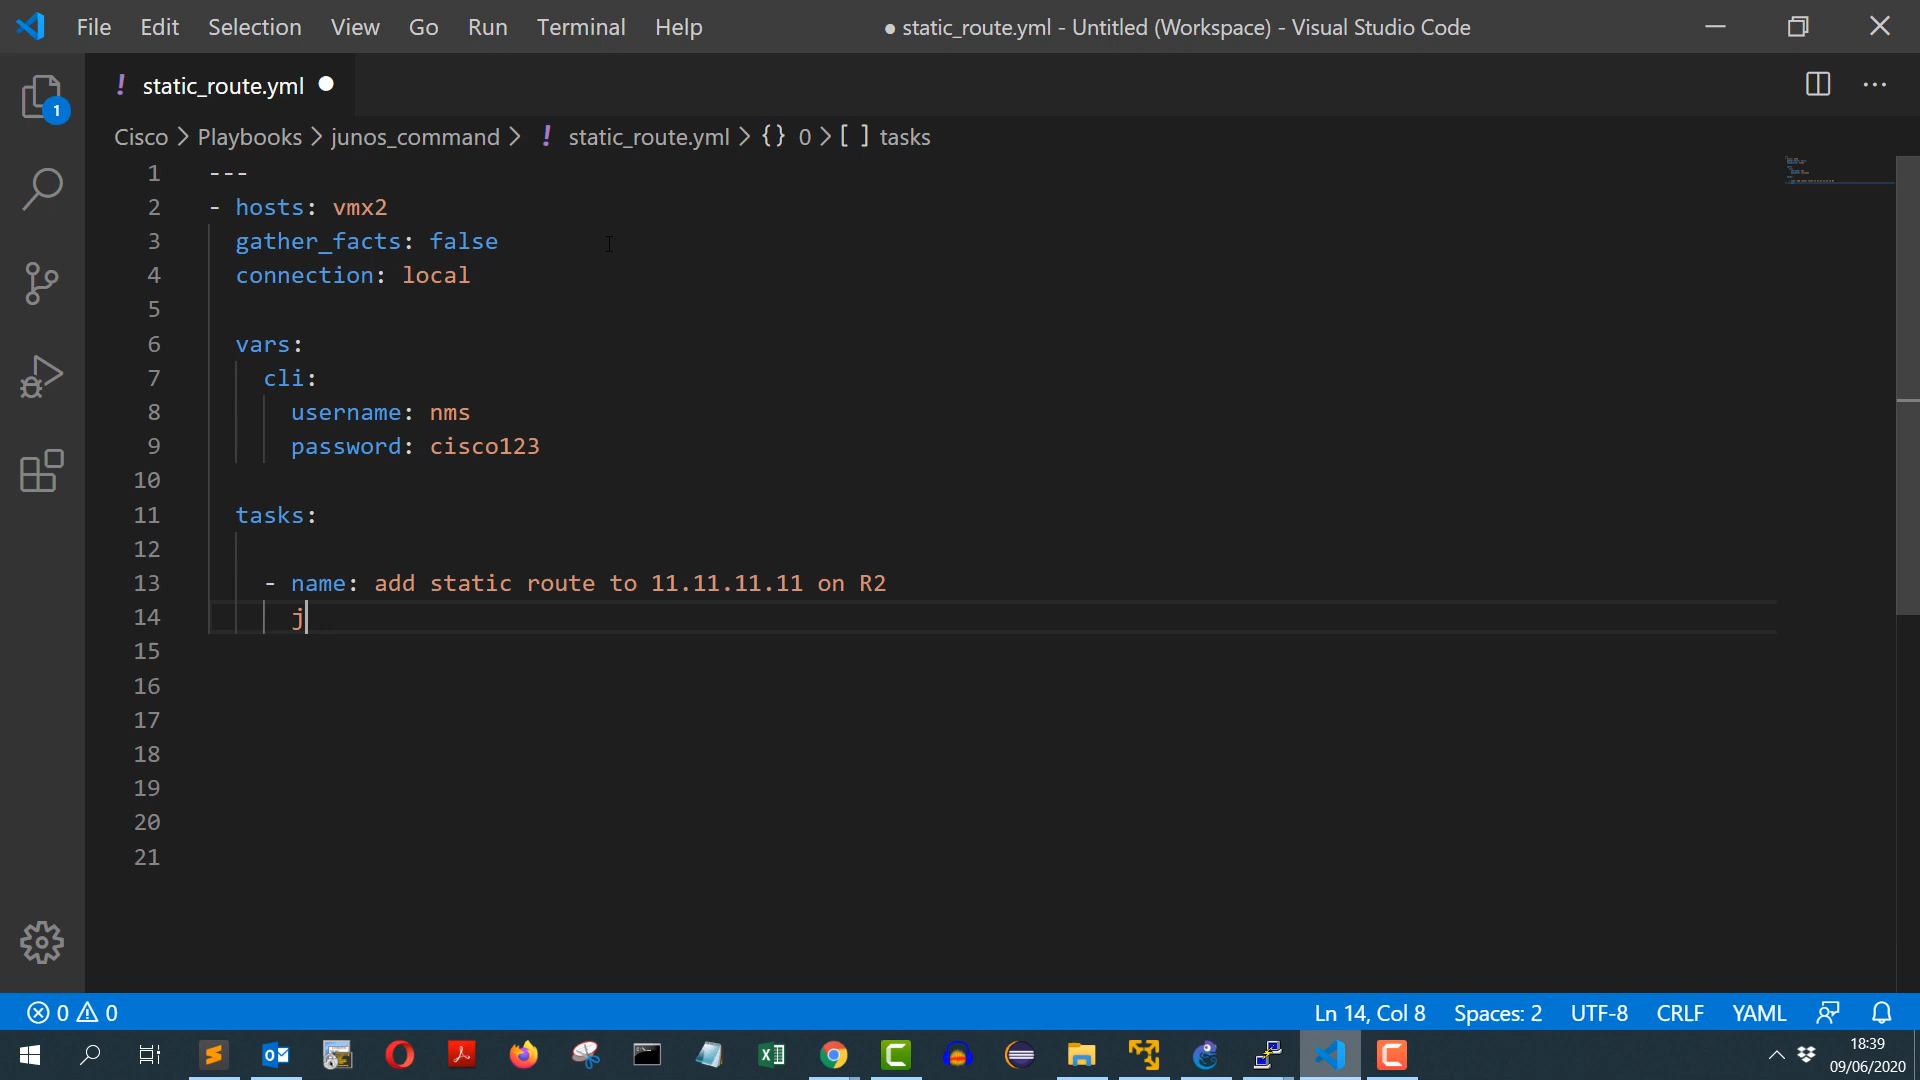 File Edit Selection View Go Run Terminal Help ● static_route.yml - Untitled (Workspace) - Visual Studio Code
! static_route.yml ●
1
Cisco > Playbooks > junos_command > ! static_route.yml > {} 0 > [ ] tasks
1 ---
2 - hosts: vmx2
3 gather_facts: false
4 connection: local
5
6 vars:
7 cli:
8 username: nms
9 password: cisco123
10
11 tasks:
12
13 - name: add static route to 11.11.11.11 on R2
14 j
15
16
17
18
19
20
21
0 0 Ln 14, Col 8 Spaces: 2 UTF-8 CRLF YAML
18:39
09/06/2020